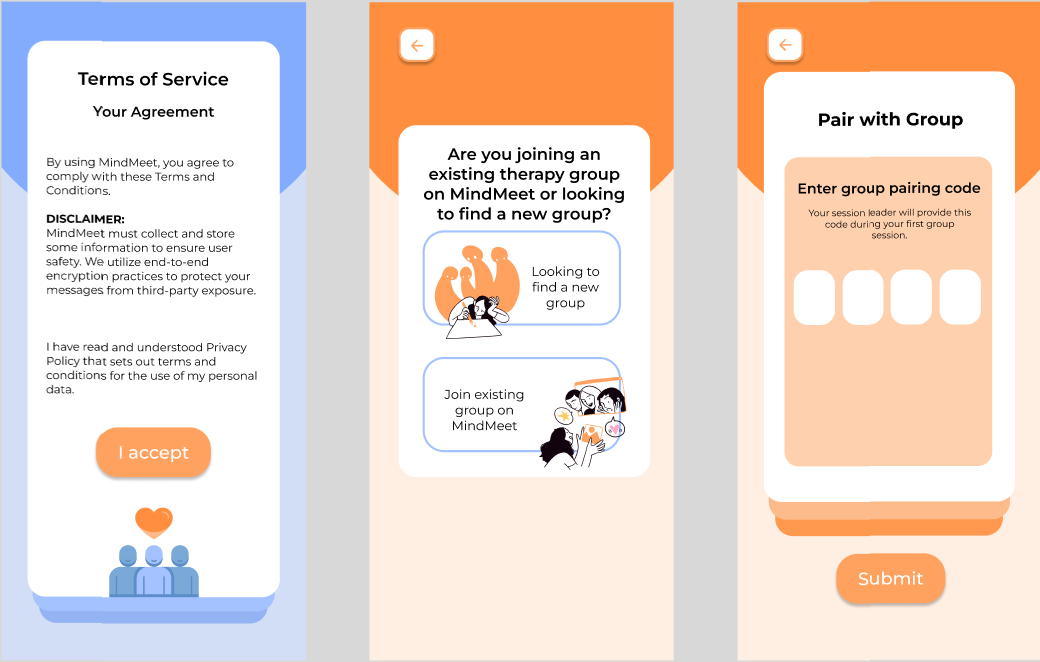 Terms of Service
Your Agreement
By using MindMeet, you agree to
comply with these Terms and
Conditions.
DISCLAIMER:
MindMeet must collect and store
some information to ensure user
safety. We utilize end-to-end
encryption practices to protect your
messages from third-party exposure.
I have read and understood Privacy
Policy that sets out terms and
conditions for the use of my personal
data.
I accept
Are you joining an
existing therapy group
on MindMeet or looking
to find a new group?
Looking to
find a new
group
Join existing
group on
MindMeet
Pair with Group
Enter group pairing code
Your session leader will provide this
code during your first group
session.
Submit